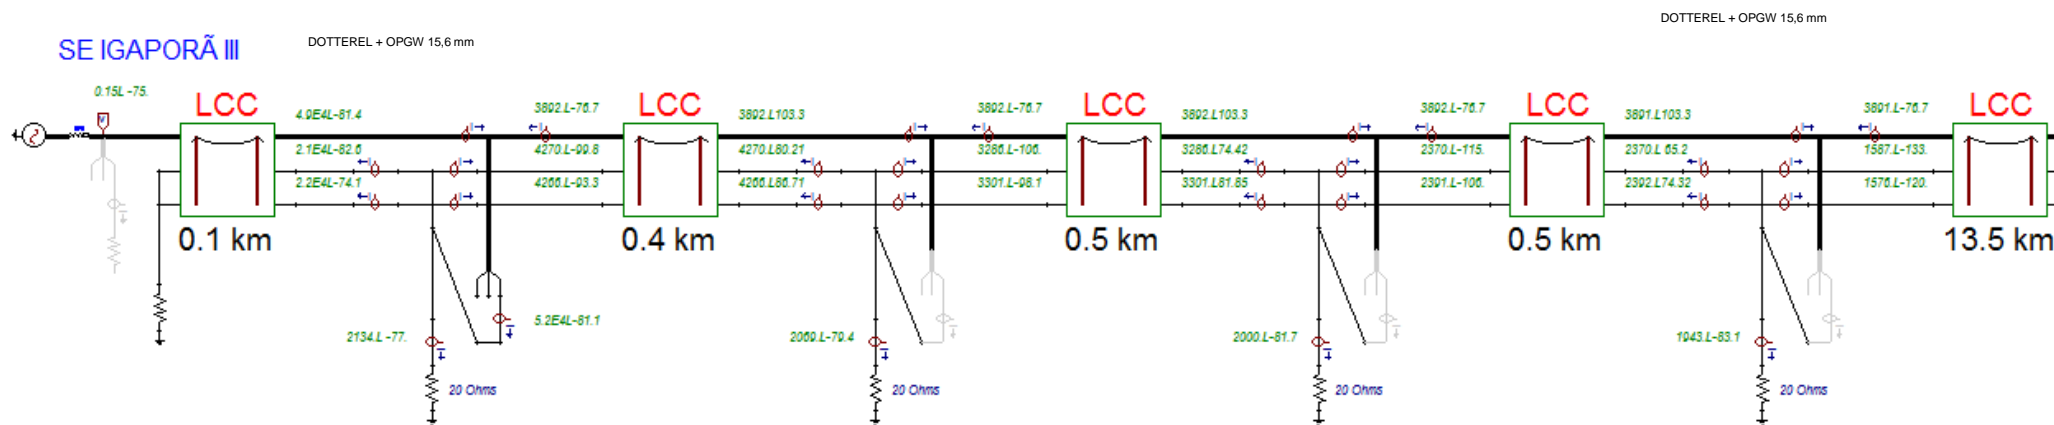 DOTTEREL + OPGW 15,6 mm
SE IGAPORÃ III
DOTTEREL + OPGW 15,6 mm
0.15L -75.
LCC
4.9E4L-81.4
3892.L-76.7
LCC
3892.L103.3
3892.L-76.7
LCC
3892.L103.3
3892.L-76.7
LCC
3891.L103.3
3891.L-76.7
LCC
2.1E4L-82.6
4270.L-99.8
4270.L80.21
3286.L-106.
3286.L74.42
2370.L-115.
2370.L 65.2
1587.L-133.
2.2E4L-74.1
4266.L-93.3
4266.L86.71
3301.L-98.1
3301.L81.85
2391.L-106.
2392.L74.32
1576.L-120.
0.1 km
0.4 km
0.5 km
0.5 km
13.5 km
2134.L -77.
5.2E4L-81.1
2069.L-79.4
2000.L-81.7
1943.L-83.1
20 Ohms
20 Ohms
20 Ohms
20 Ohms